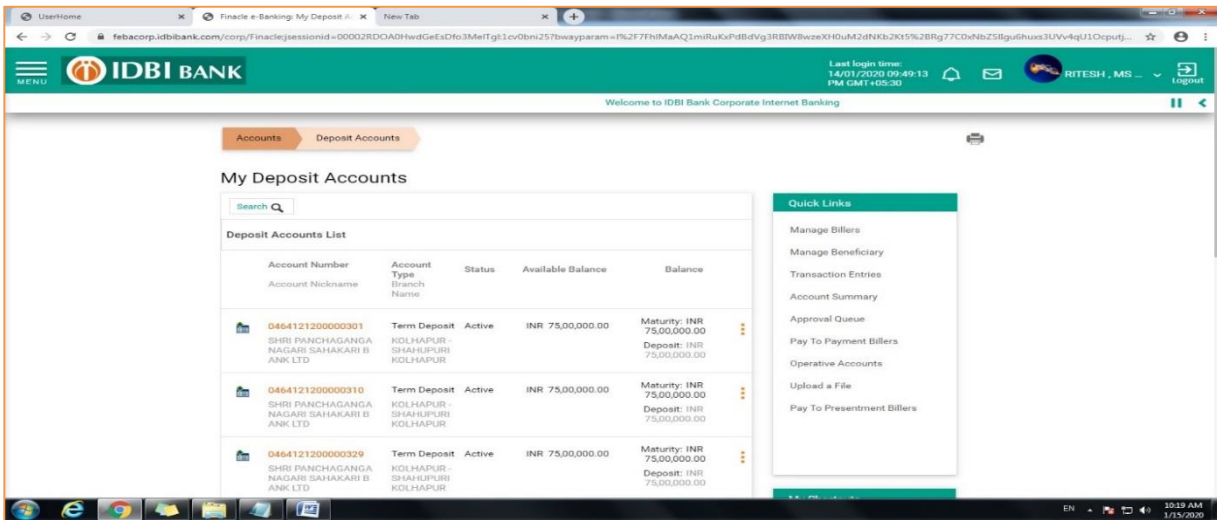 UserHome
Finacle e-Banking: My Deposit A
New Tab
MENU
IDBI BANK
Last login time:
14/01/2020 09:49:13
PM GMT+05:30
RITESH , MS ...
Logout
Welcome to IDBI Bank Corporate Internet Banking
Accounts
Deposit Accounts
My Deposit Accounts
Search
Deposit Accounts List
Account Number
Account Nickname
Account Type
Branch Name
Status
Available Balance
Balance
0464121200000301
SHRI PANCHAGANGA
NAGARI SAHAKARI B
ANK LTD
Term Deposit
KOLHAPUR -
SHAHUPURI
KOLHAPUR
Active
INR 75,00,000.00
Maturity: INR
75,00,000.00
Deposit: INR
75,00,000.00
0464121200000310
SHRI PANCHAGANGA
NAGARI SAHAKARI B
ANK LTD
Term Deposit
KOLHAPUR -
SHAHUPURI
KOLHAPUR
Active
INR 75,00,000.00
Maturity: INR
75,00,000.00
Deposit: INR
75,00,000.00
0464121200000329
SHRI PANCHAGANGA
NAGARI SAHAKARI B
ANK LTD
Term Deposit
KOLHAPUR -
SHAHUPURI
KOLHAPUR
Active
INR 75,00,000.00
Maturity: INR
75,00,000.00
Deposit: INR
75,00,000.00
Quick Links
Manage Billers
Manage Beneficiary
Transaction Entries
Account Summary
Approval Queue
Pay To Payment Billers
Operative Accounts
Upload a File
Pay To Presentment Billers
EN
10:19 AM
1/15/2020